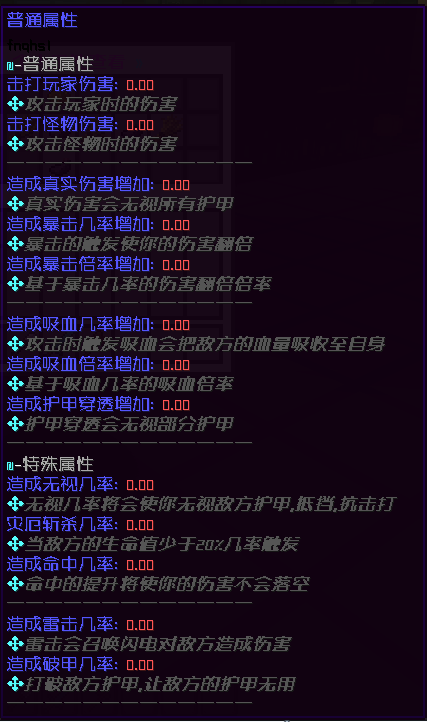 普通属性
-普通属性
击打玩家伤害: 0.00
攻击玩家时的伤害
击打怪物伤害: 0.00
攻击怪物时的伤害
——————————————
造成真实伤害增加: 0.00
真实伤害会无视所有护甲
造成暴击几率增加: 0.00
暴击的触发使你的伤害翻倍
造成暴击倍率增加: 0.00
基于暴击几率的伤害翻倍倍率
——————————————
造成吸血几率增加: 0.00
攻击时触发吸血会把敌方的血量吸收至自身
造成吸血倍率增加: 0.00
基于吸血几率的吸血倍率
造成护甲穿透增加: 0.00
护甲穿透会无视部分护甲
——————————————
-特殊属性
造成无视几率: 0.00
无视几率将会使你无视敌方护甲,抵挡,抗击打
灾厄斩杀几率: 0.00
当敌方的生命值少于20%几率触发
造成命中几率: 0.00
命中的提升将使你的伤害不会落空
——————————————
造成雷击几率: 0.00
雷击会召唤闪电对敌方造成伤害
造成破甲几率: 0.00
打破敌方护甲,让敌方的护甲无用
——————————————